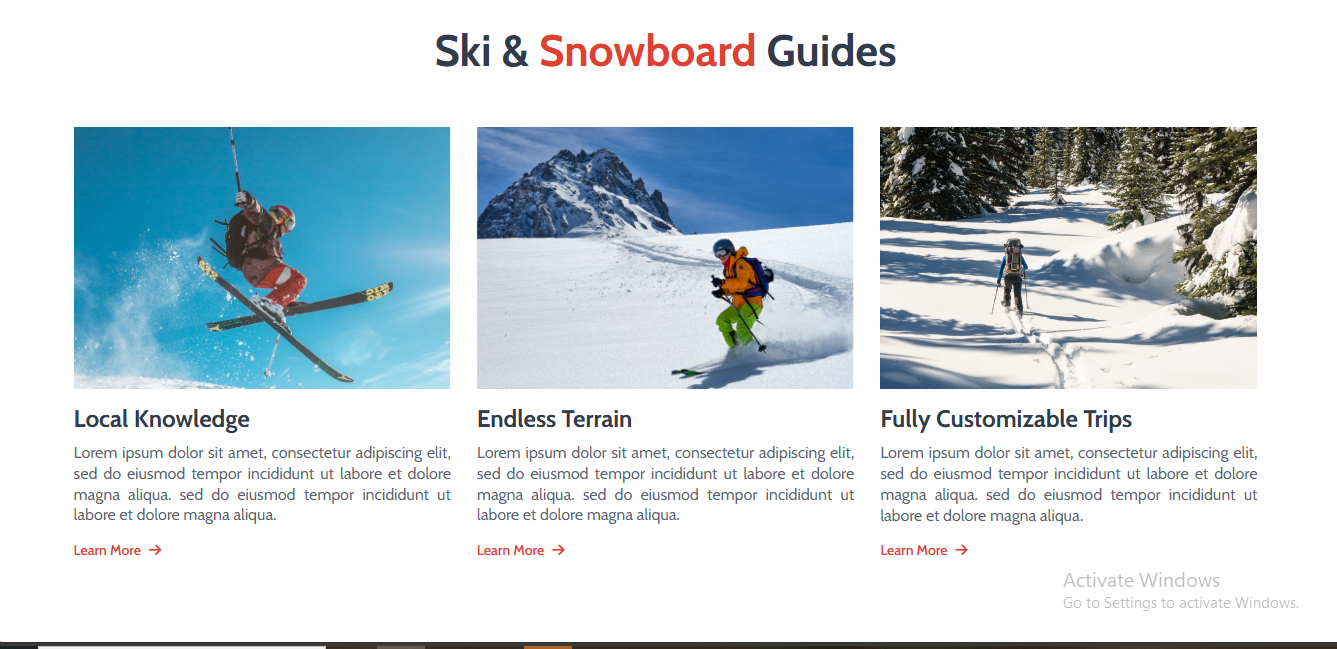 Ski & Snowboard Guides
Local Knowledge
Lorem ipsum dolor sit amet, consectetur adipiscing elit,
sed do eiusmod tempor incididunt ut labore et dolore
magna aliqua. sed do eiusmod tempor incididunt ut
labore et dolore magna aliqua.
Learn More →
Endless Terrain
Lorem ipsum dolor sit amet, consectetur adipiscing elit,
sed do eiusmod tempor incididunt ut labore et dolore
magna aliqua. sed do eiusmod tempor incididunt ut
labore et dolore magna aliqua.
Learn More →
Fully Customizable Trips
Lorem ipsum dolor sit amet, consectetur adipiscing elit,
sed do eiusmod tempor incididunt ut labore et dolore
magna aliqua. sed do eiusmod tempor incididunt ut
labore et dolore magna aliqua.
Learn More →
Activate Windows
Go to Settings to activate Windows.